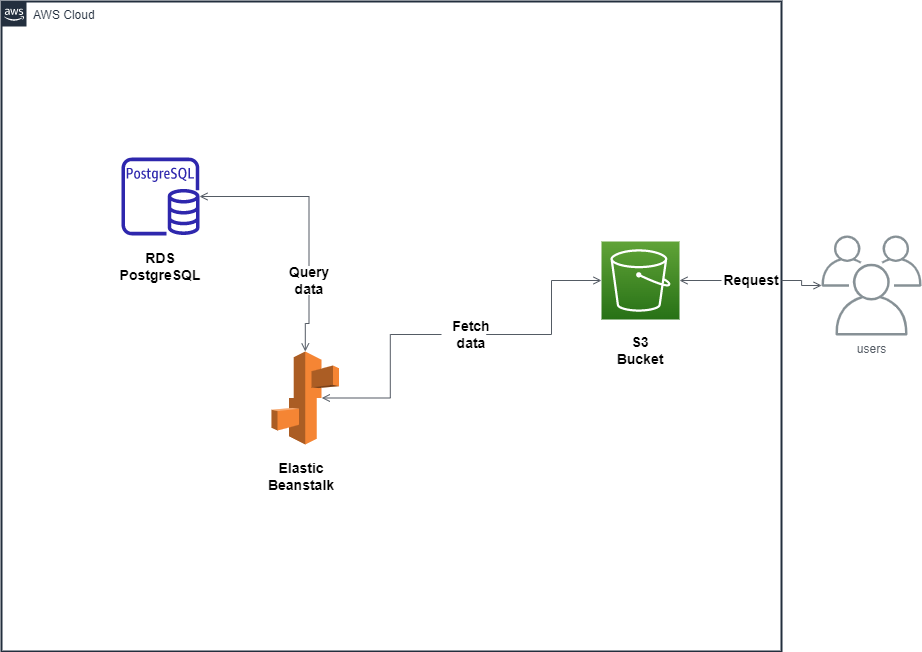 aws
AWS Cloud
PostgreSQL
RDS
PostgreSQL
Query
data
Fetch
data
Request
S3
Bucket
users
Elastic
Beanstalk